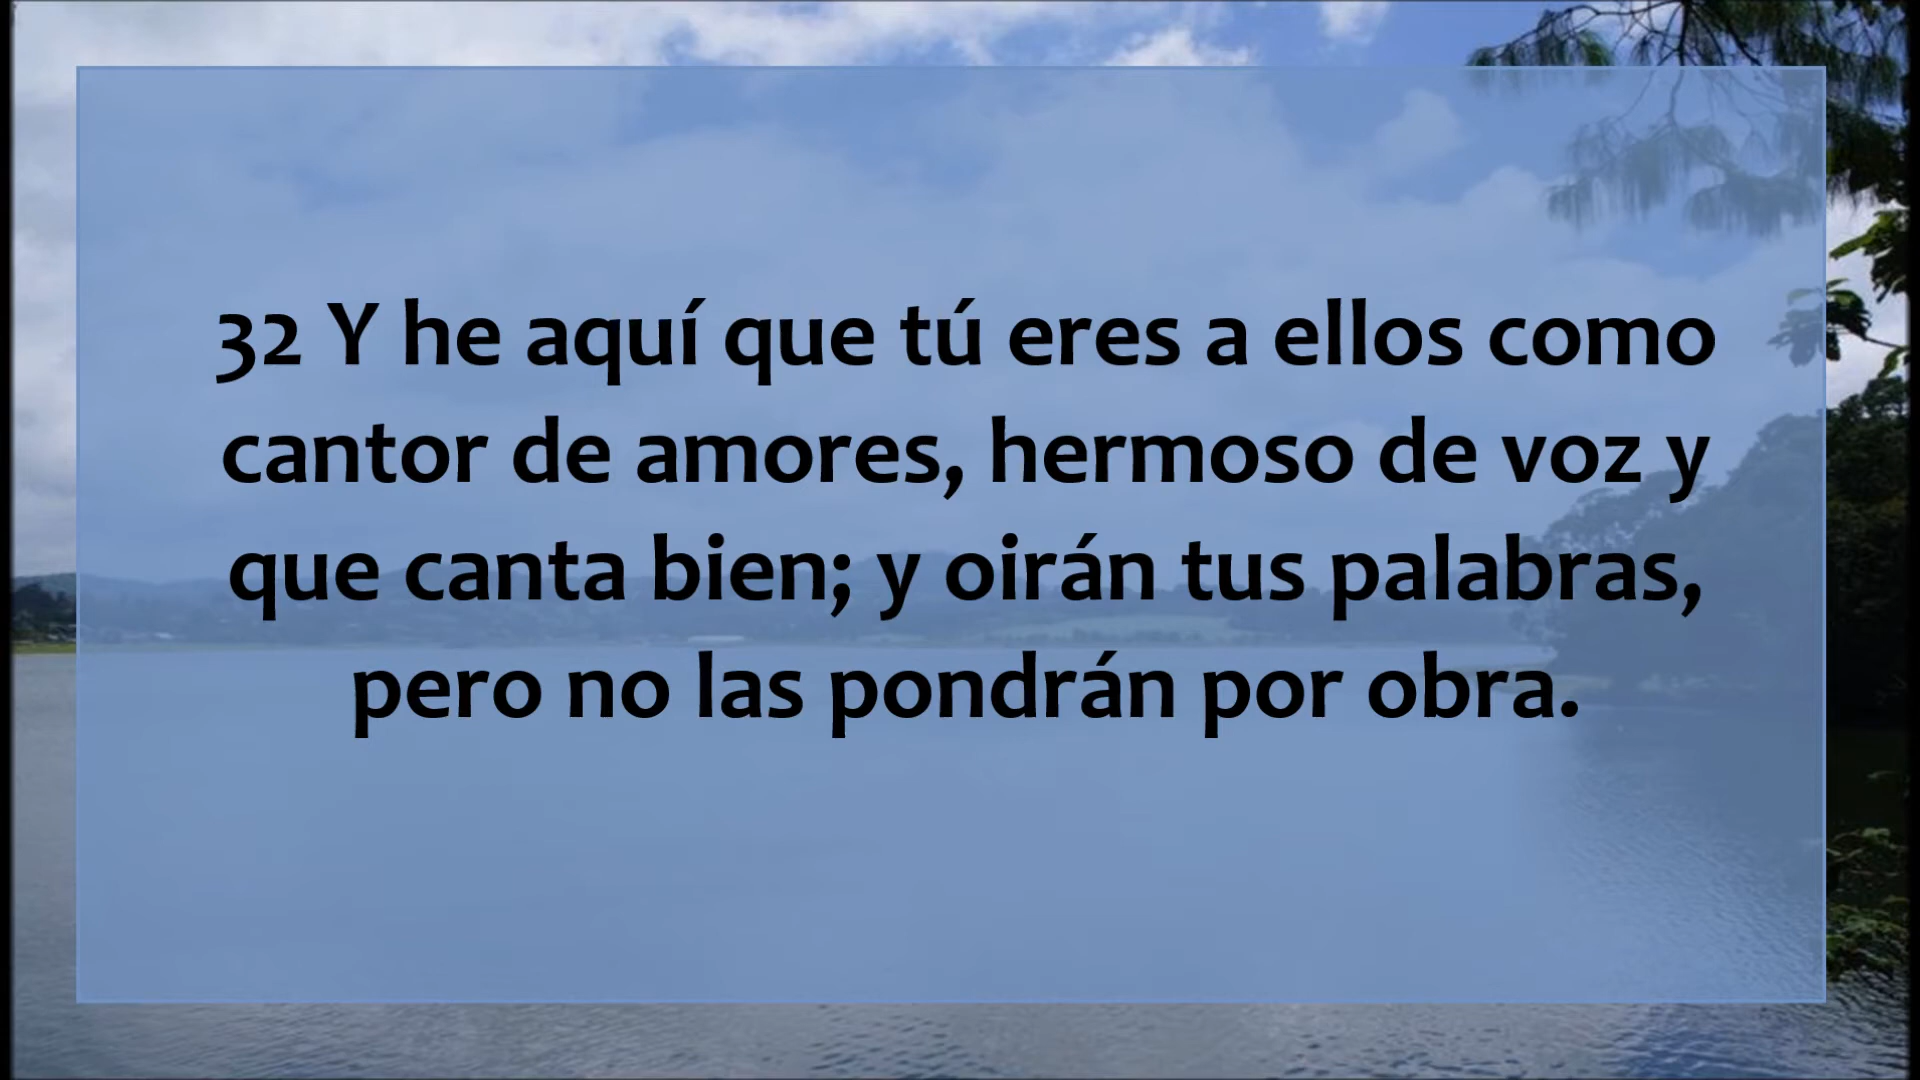 32 Y he aquí que tú eres a ellos como
cantor de amores, hermoso de voz y
que canta bien; y oirán tus palabras,
pero no las pondrán por obra.